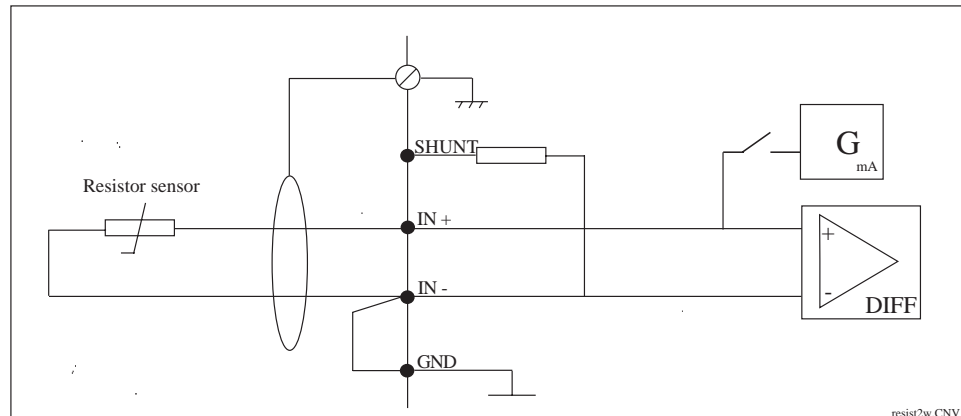 SHUNT
G
mA
Resistor sensor
IN +
+
IN -
-
DIFF
GND
resist2w.CNV